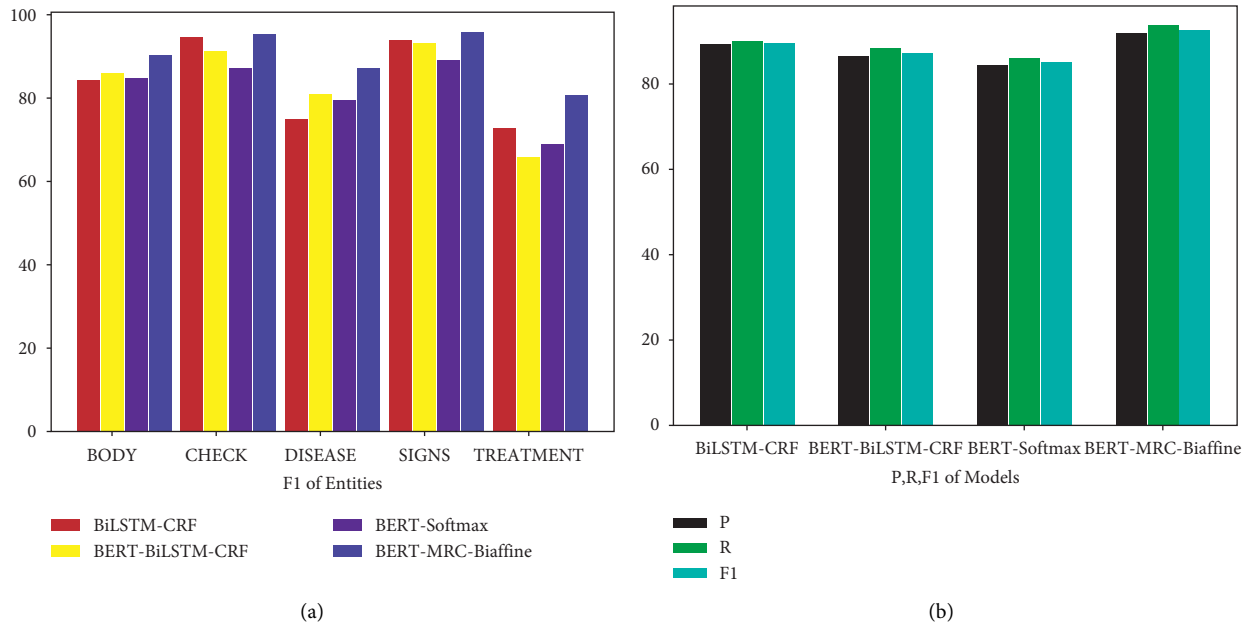 100
80
60
40
20
0
BODY CHECK DISEASE SIGNS TREATMENT
F1 of Entities
BiLSTM-CRF
BERT-BiLSTM-CRF
BERT-Softmax
BERT-MRC-Biaffine
(a)
80
60
40
20
0
BiLSTM-CRF BERT-BiLSTM-CRF BERT-Softmax BERT-MRC-Biaffine
P,R,F1 of Models
P
R
F1
(b)